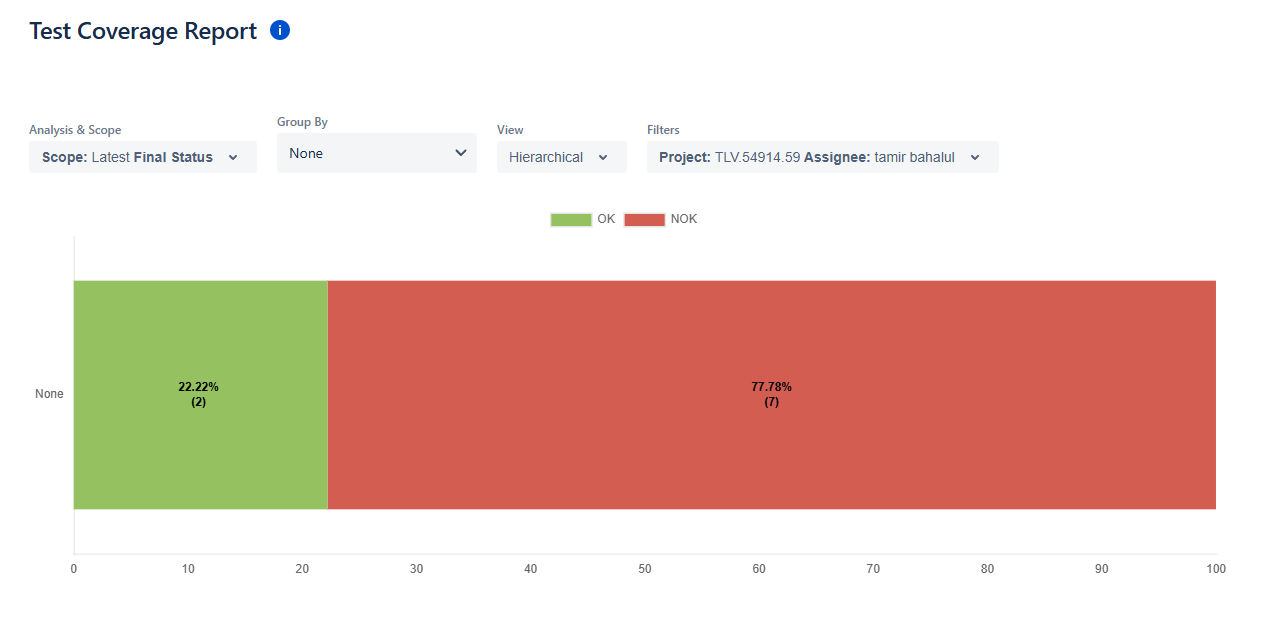 Test Coverage Report i
Analysis & Scope
Scope: Latest Final Status
Group By
None
View
Hierarchical
Filters
Project: TLV.54914.59 Assignee: tamir bahalul
OK NOK
None
22.22%
(2)
77.78%
(7)
0 10 20 30 40 50 60 70 80 90 100